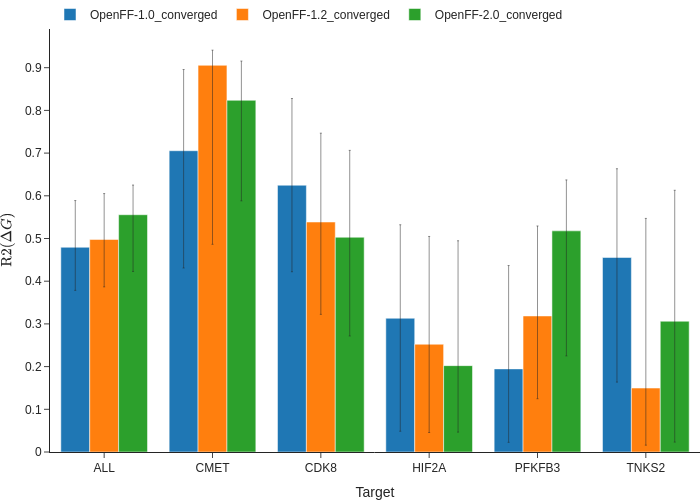 OpenFF-1.0_converged OpenFF-1.2_converged OpenFF-2.0_converged
R2(ΔG)
0.9
0.8
0.7
0.6
0.5
0.4
0.3
0.2
0.1
0
ALL CMET CDK8 HIF2A PFKFB3 TNKS2
Target